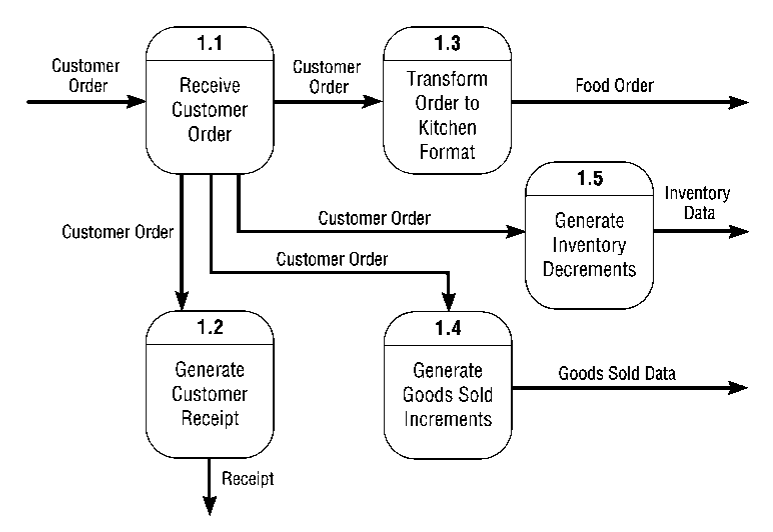 1.1
Receive
Customer
Order
Customer
Order
Customer
Order
1.3
Transform
Order to
Kitchen
Format
Food Order
1.5
Generate
Inventory
Decrements
Inventory
Data
Customer Order
Customer Order
Customer Order
1.2
Generate
Customer
Receipt
Receipt
1.4
Generate
Goods Sold
Increments
Goods Sold Data